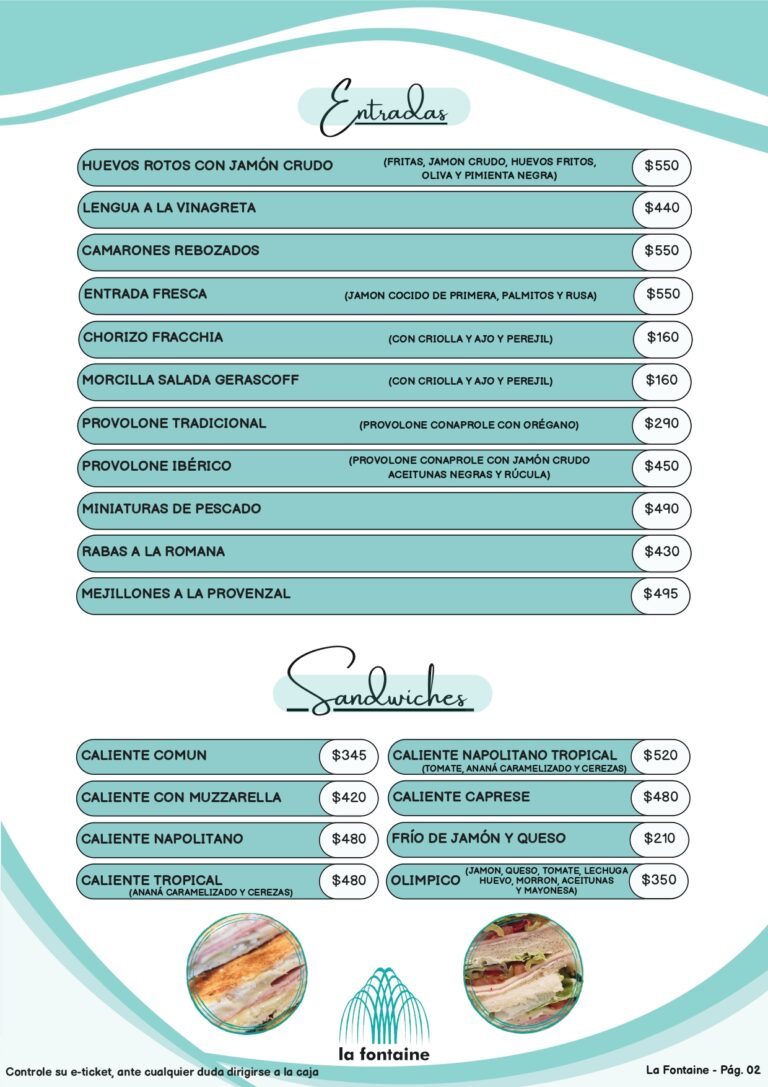 Entradas
HUEVOS ROTOS CON JAMÓN CRUDO (FRITAS, JAMON CRUDO, HUEVOS FRITOS,
OLIVA Y PIMIENTA NEGRA) $550
LENGUA A LA VINAGRETA $440
CAMARONES REBOZADOS $550
ENTRADA FRESCA (JAMON COCIDO DE PRIMERA, PALMITOS Y RUSA) $550
CHORIZO FRACCHIA (CON CRIOLLA Y AJO Y PEREJIL) $160
MORCILLA SALADA GERASCOFF (CON CRIOLLA Y AJO Y PEREJIL) $160
PROVOLONE TRADICIONAL (PROVOLONE CONAPROLE CON ORÉGANO) $290
PROVOLONE IBÉRICO (PROVOLONE CONAPROLE CON JAMÓN CRUDO
ACEITUNAS NEGRAS Y RÚCULA) $450
MINIATURAS DE PESCADO $490
RABAS A LA ROMANA $430
MEJILLONES A LA PROVENZAL $495
Sandwiches
CALIENTE COMUN $345
CALIENTE CON MUZZARELLA $420
CALIENTE NAPOLITANO $480
CALIENTE TROPICAL $480
(ANANÁ CARAMELIZADO Y CEREZAS)
CALIENTE NAPOLITANO TROPICAL $520
(TOMATE, ANANÁ CARAMELIZADO Y CEREZAS)
CALIENTE CAPRESE $480
FRÍO DE JAMÓN Y QUESO $210
OLIMPICO (JAMON, QUESO, TOMATE, LECHUGA
HUEVO, MORRON, ACEITUNAS
Y MAYONESA) $350
la fontaine
Controle su e-ticket, ante cualquier duda dirigirse a la caja
La Fontaine - Pág. 02